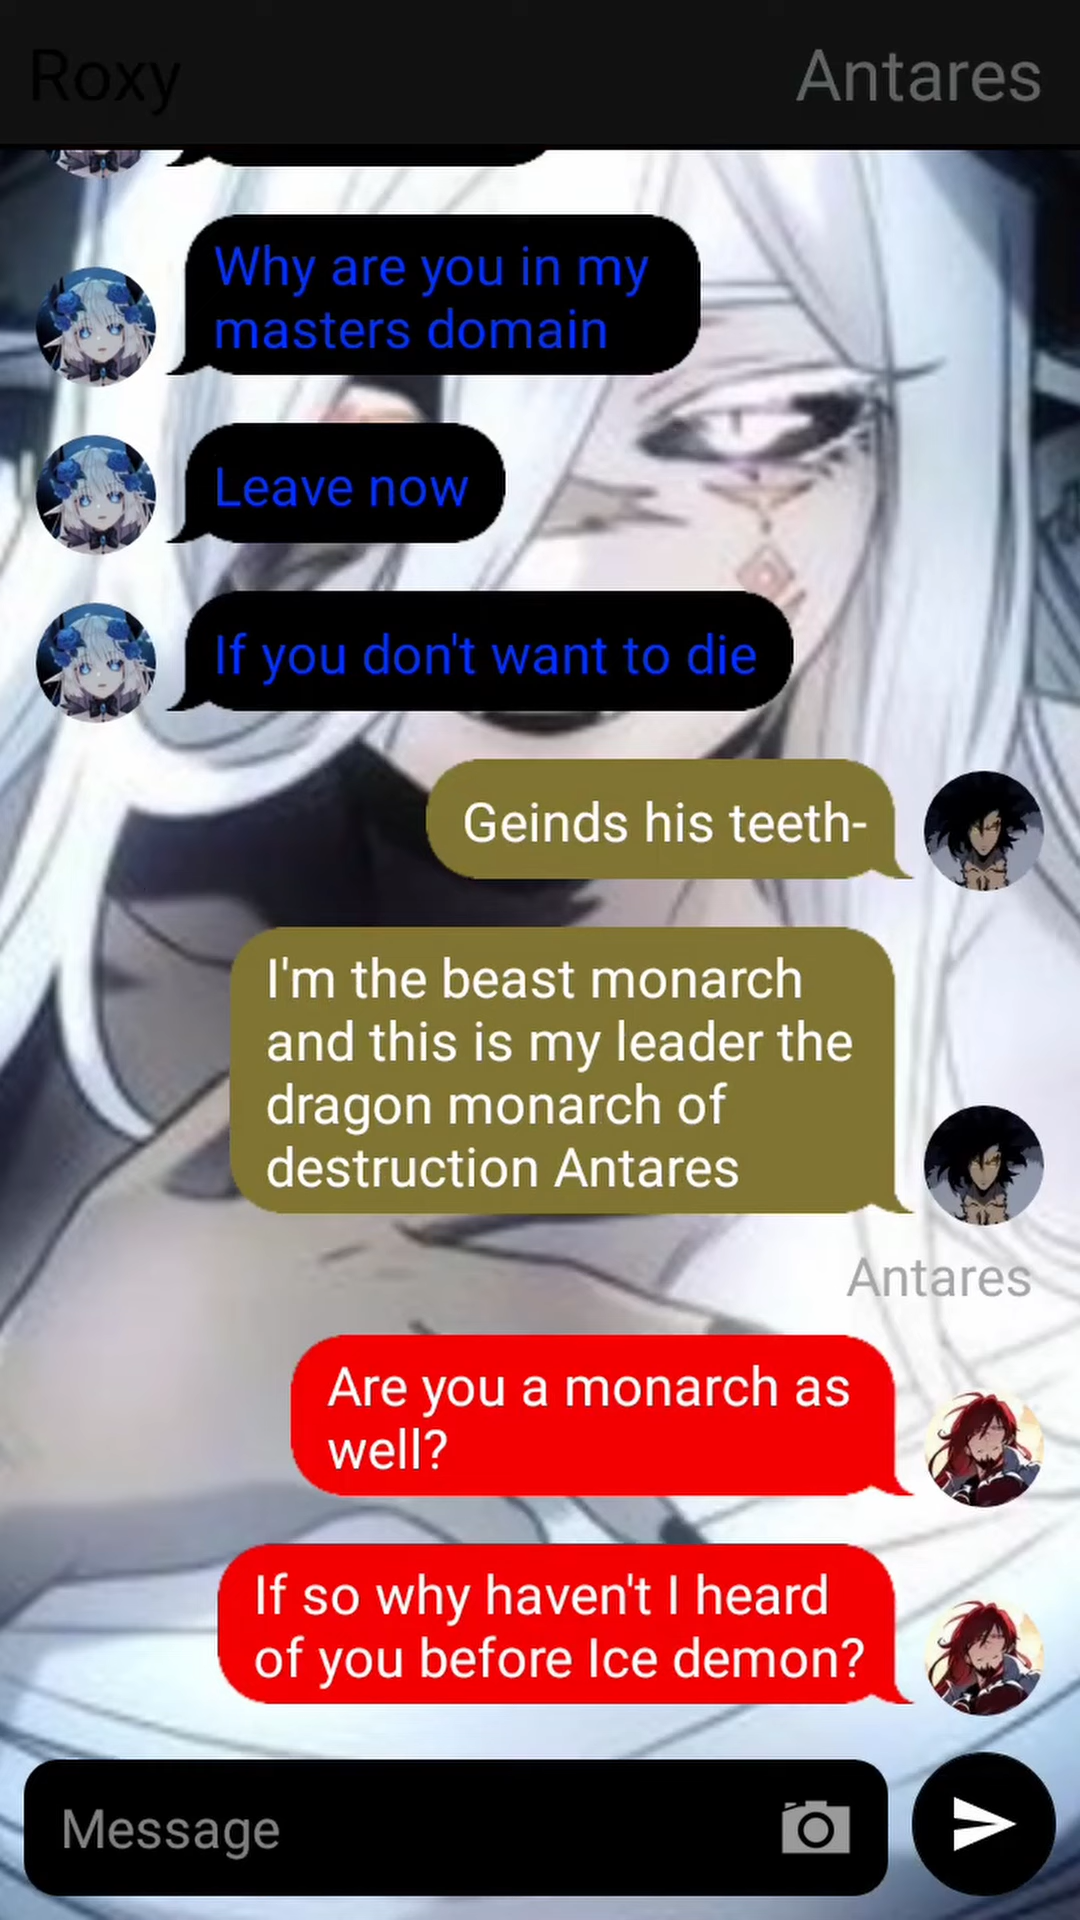 Roxy
Antares
Why are you in my
masters domain
Leave now
If you don't want to die
Geinds his teeth-
I'm the beast monarch
and this is my leader the
dragon monarch of
destruction Antares
Antares
Are you a monarch as
well?
If so why haven't I heard
of you before Ice demon?
Message